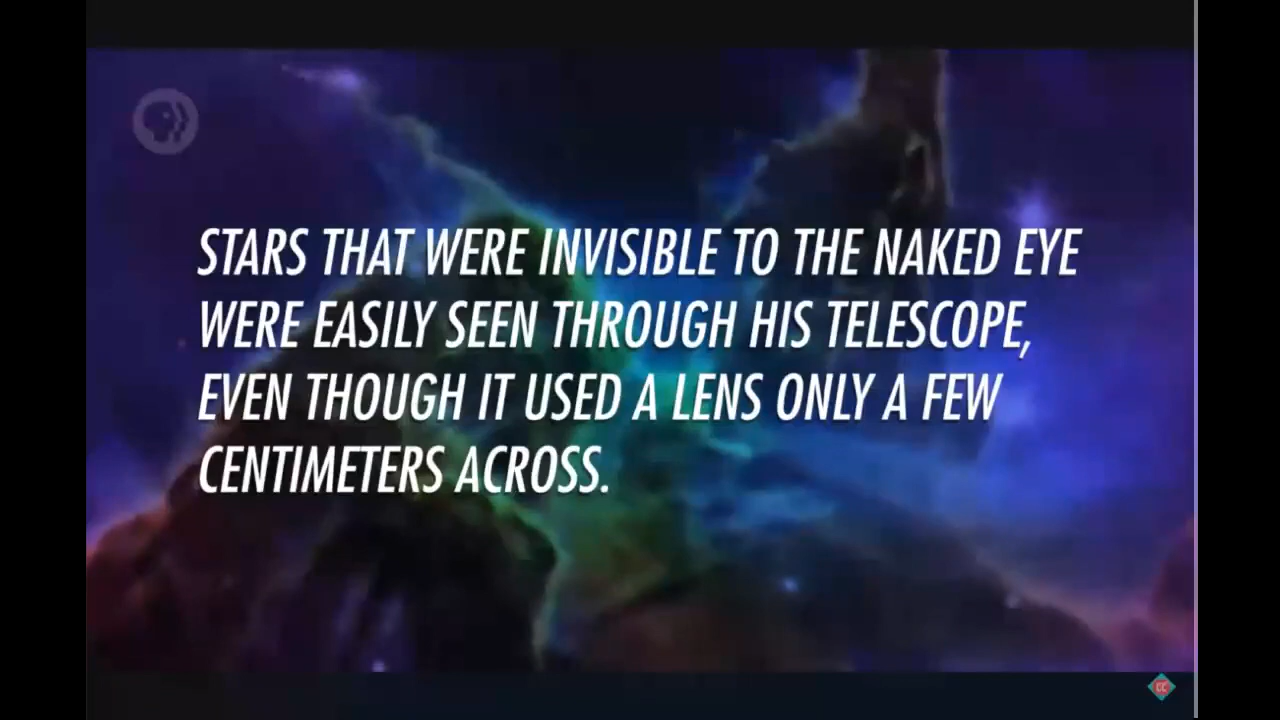 STARS THAT WERE INVISIBLE TO THE NAKED EYE
WERE EASILY SEEN THROUGH HIS TELESCOPE,
EVEN THOUGH IT USED A LENS ONLY A FEW
CENTIMETERS ACROSS.
CC